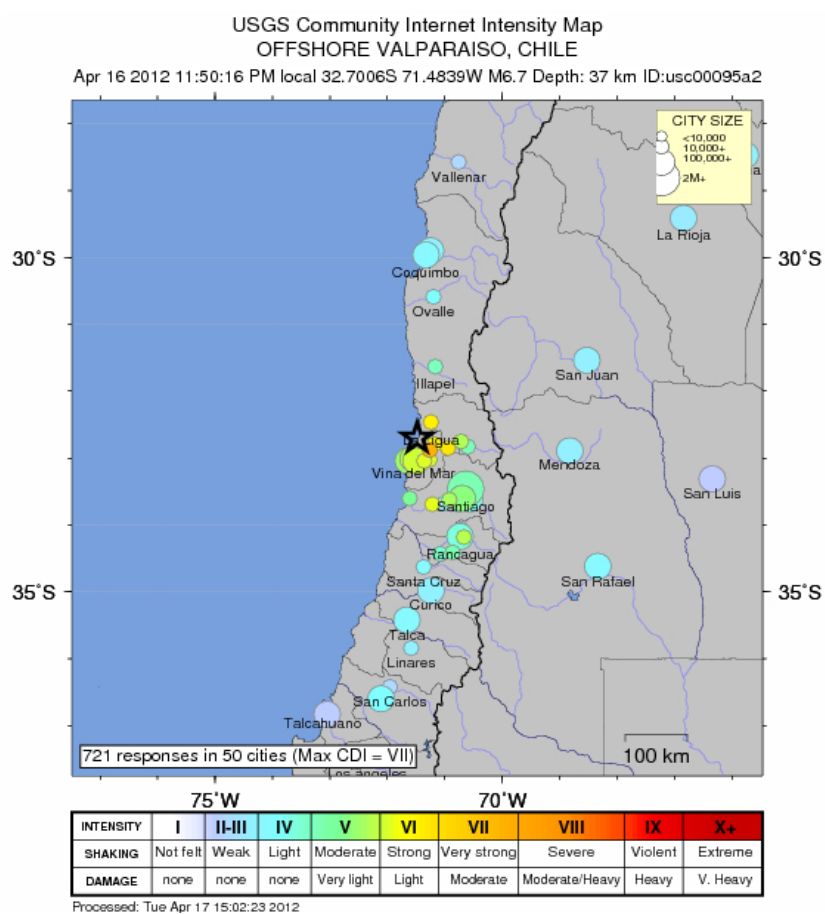 USGS Community Internet Intensity Map
OFFSHORE VALPARAISO, CHILE
Apr 16 2012 11:50:16 PM local 32.7006S 71.4839W M6.7 Depth: 37 km ID:usc00095a2
CITY SIZE
<10,000
10,000+
100,000+
2M+
a
Vallenar
La Rioja
30°S
30°S
Coquimbo
Ovalle
San Juan
Illapel
Ligua
Mendoza
Vina del Mar
San Luis
Santiago
Rancagua
Santa Cruz
San Rafael
35°S
35°S
Curico
Talca
Linares
San Carlos
Talcahuano
100 km
721 responses in 50 cities (Max CDI = VII)
Los angeles
75°W
70°W
INTENSITY I II-III IV V VI VII VIII IX X+
SHAKING Not felt Weak Light Moderate Strong Very strong Severe Violent Extreme
DAMAGE none none none Very light Light Moderate Moderate/Heavy Heavy V. Heavy
Processed: Tue Apr 17 15:02:23 2012